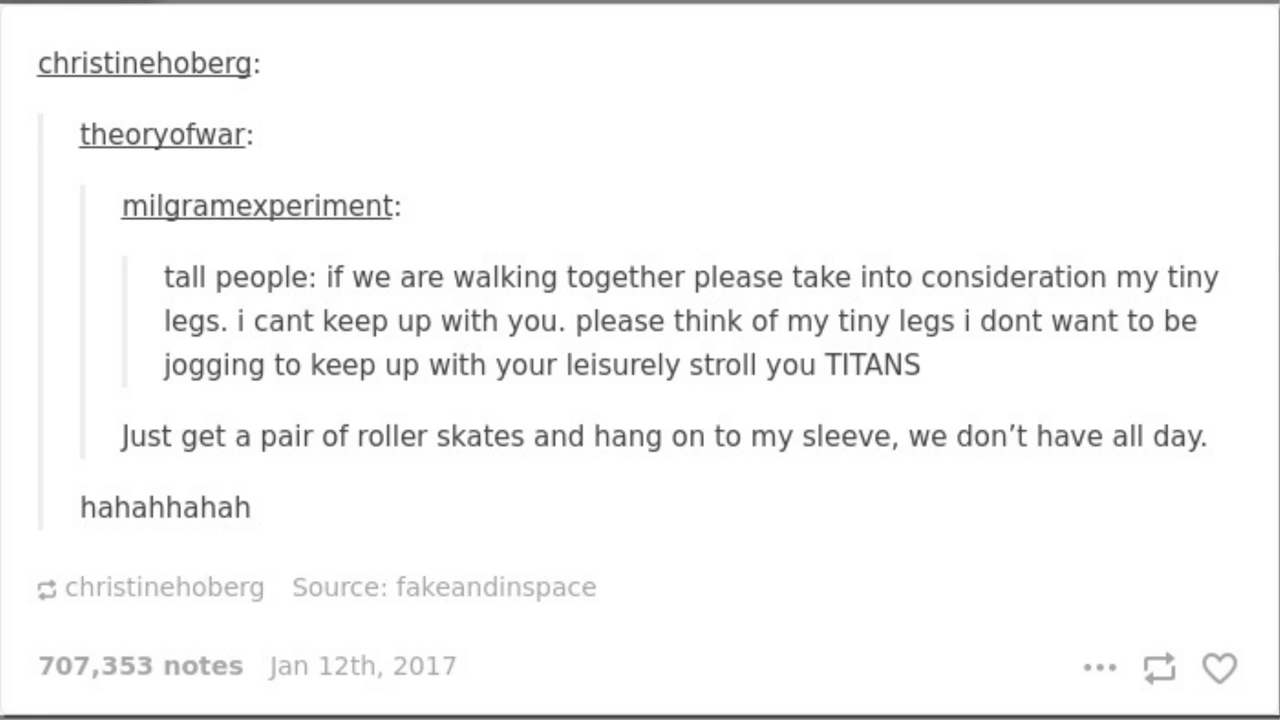 christinehoberg:
theoryofwar:
milgramexperiment:
tall people: if we are walking together please take into consideration my tiny
legs. i cant keep up with you. please think of my tiny legs i dont want to be
jogging to keep up with your leisurely stroll you TITANS
Just get a pair of roller skates and hang on to my sleeve, we don’t have all day.
hahahhahah
christinehoberg Source: fakeandinspace
707,353 notes Jan 12th, 2017